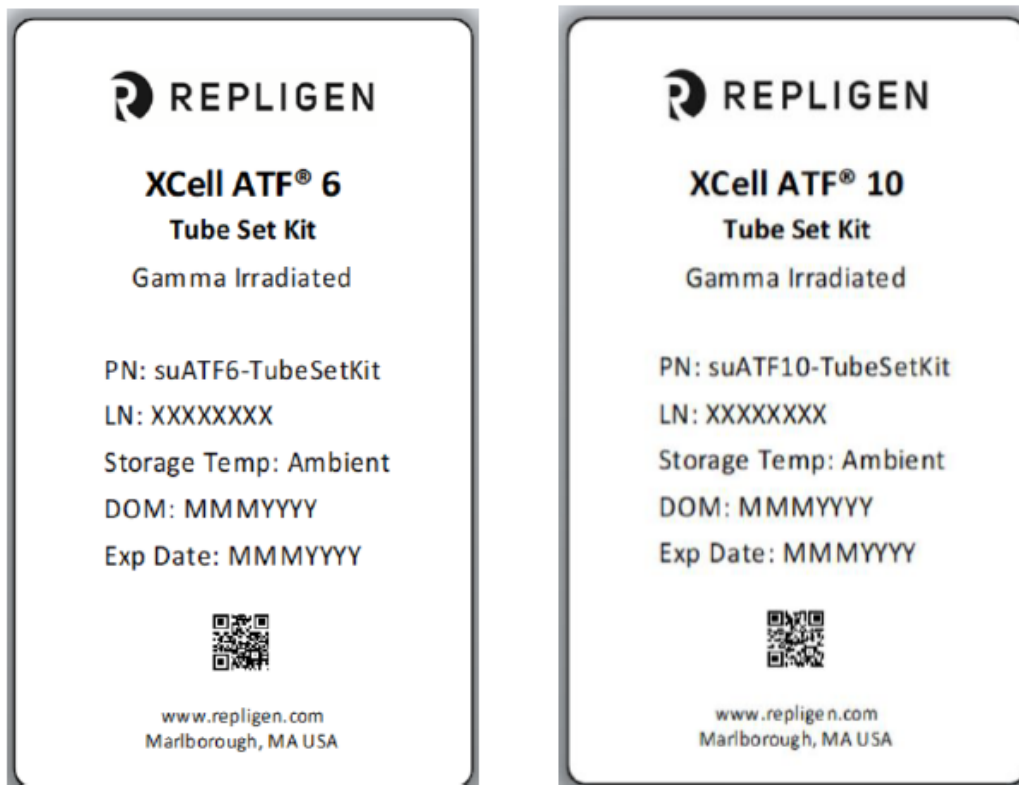 REPLIGEN
XCell ATF® 6
Tube Set Kit
Gamma Irradiated
PN: suATF6-TubeSetKit
LN: XXXXXXXX
Storage Temp: Ambient
DOM: MMMYYYY
Exp Date: MMMYYYY
www.repligen.com
Marlborough, MA USA
REPLIGEN
XCell ATF® 10
Tube Set Kit
Gamma Irradiated
PN: suATF10-TubeSetKit
LN: XXXXXXXX
Storage Temp: Ambient
DOM: MMMYYYY
Exp Date: MMMYYYY
www.repligen.com
Marlborough, MA USA